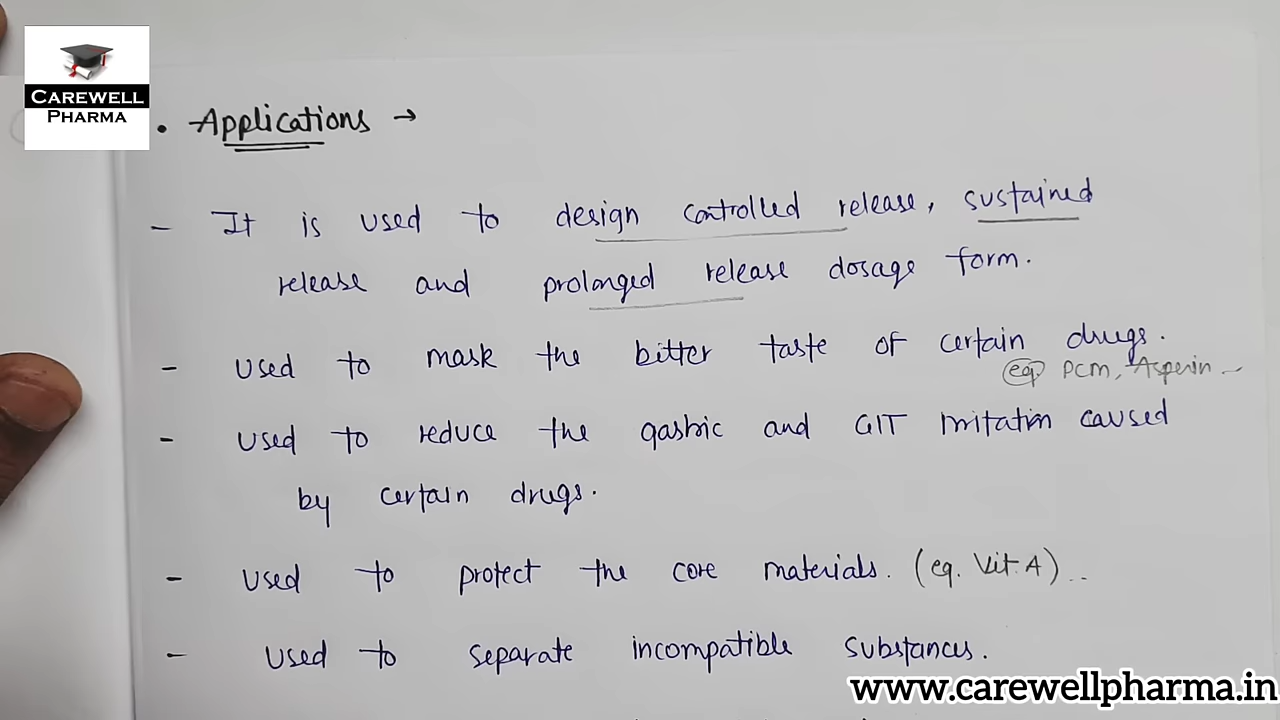 CAREWELL
PHARMA
• Applications →
- It is used to design controlled release, sustained
release and prolonged release dosage form.
- used to mask the bitter taste of certain drugs.
eg PCM, Asperin
- used to reduce the gastric and GIT irritation caused
by certain drugs.
- used to protect the core materials. (eg. Vit. A) ..
- used to separate incompatible substances.
www.carewellpharma.in